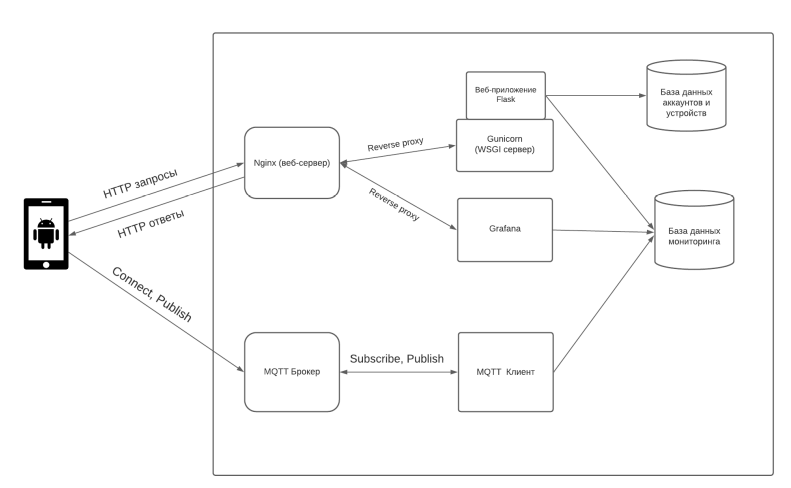 Веб-приложение
Flask
База данных
аккаунтов и
устройств
Gunicorn
(WSGI сервер)
Reverse proxy
Nginx (веб-сервер)
HTTP запросы
Reverse proxy
HTTP ответы
Grafana
База данных
мониторинга
Connect, Publish
MQTT Брокер
Subscribe, Publish
MQTT Клиент